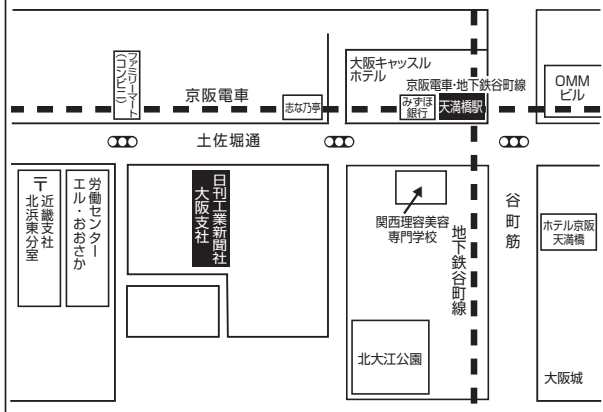 ファミリーマート
(コンビニ)
京阪電車
志な乃亭
大阪キャッスル
ホテル
京阪電車・地下鉄谷町線
みずほ
銀行
天満橋駅
OMM
ビル
土佐堀通
〒
近畿支社
北浜東分室
労働センター
エル・おおさか
日刊工業新聞社
大阪支社
関西理容美容
専門学校
地下鉄谷町線
谷町筋
ホテル京阪
天満橋
北大江公園
大阪城